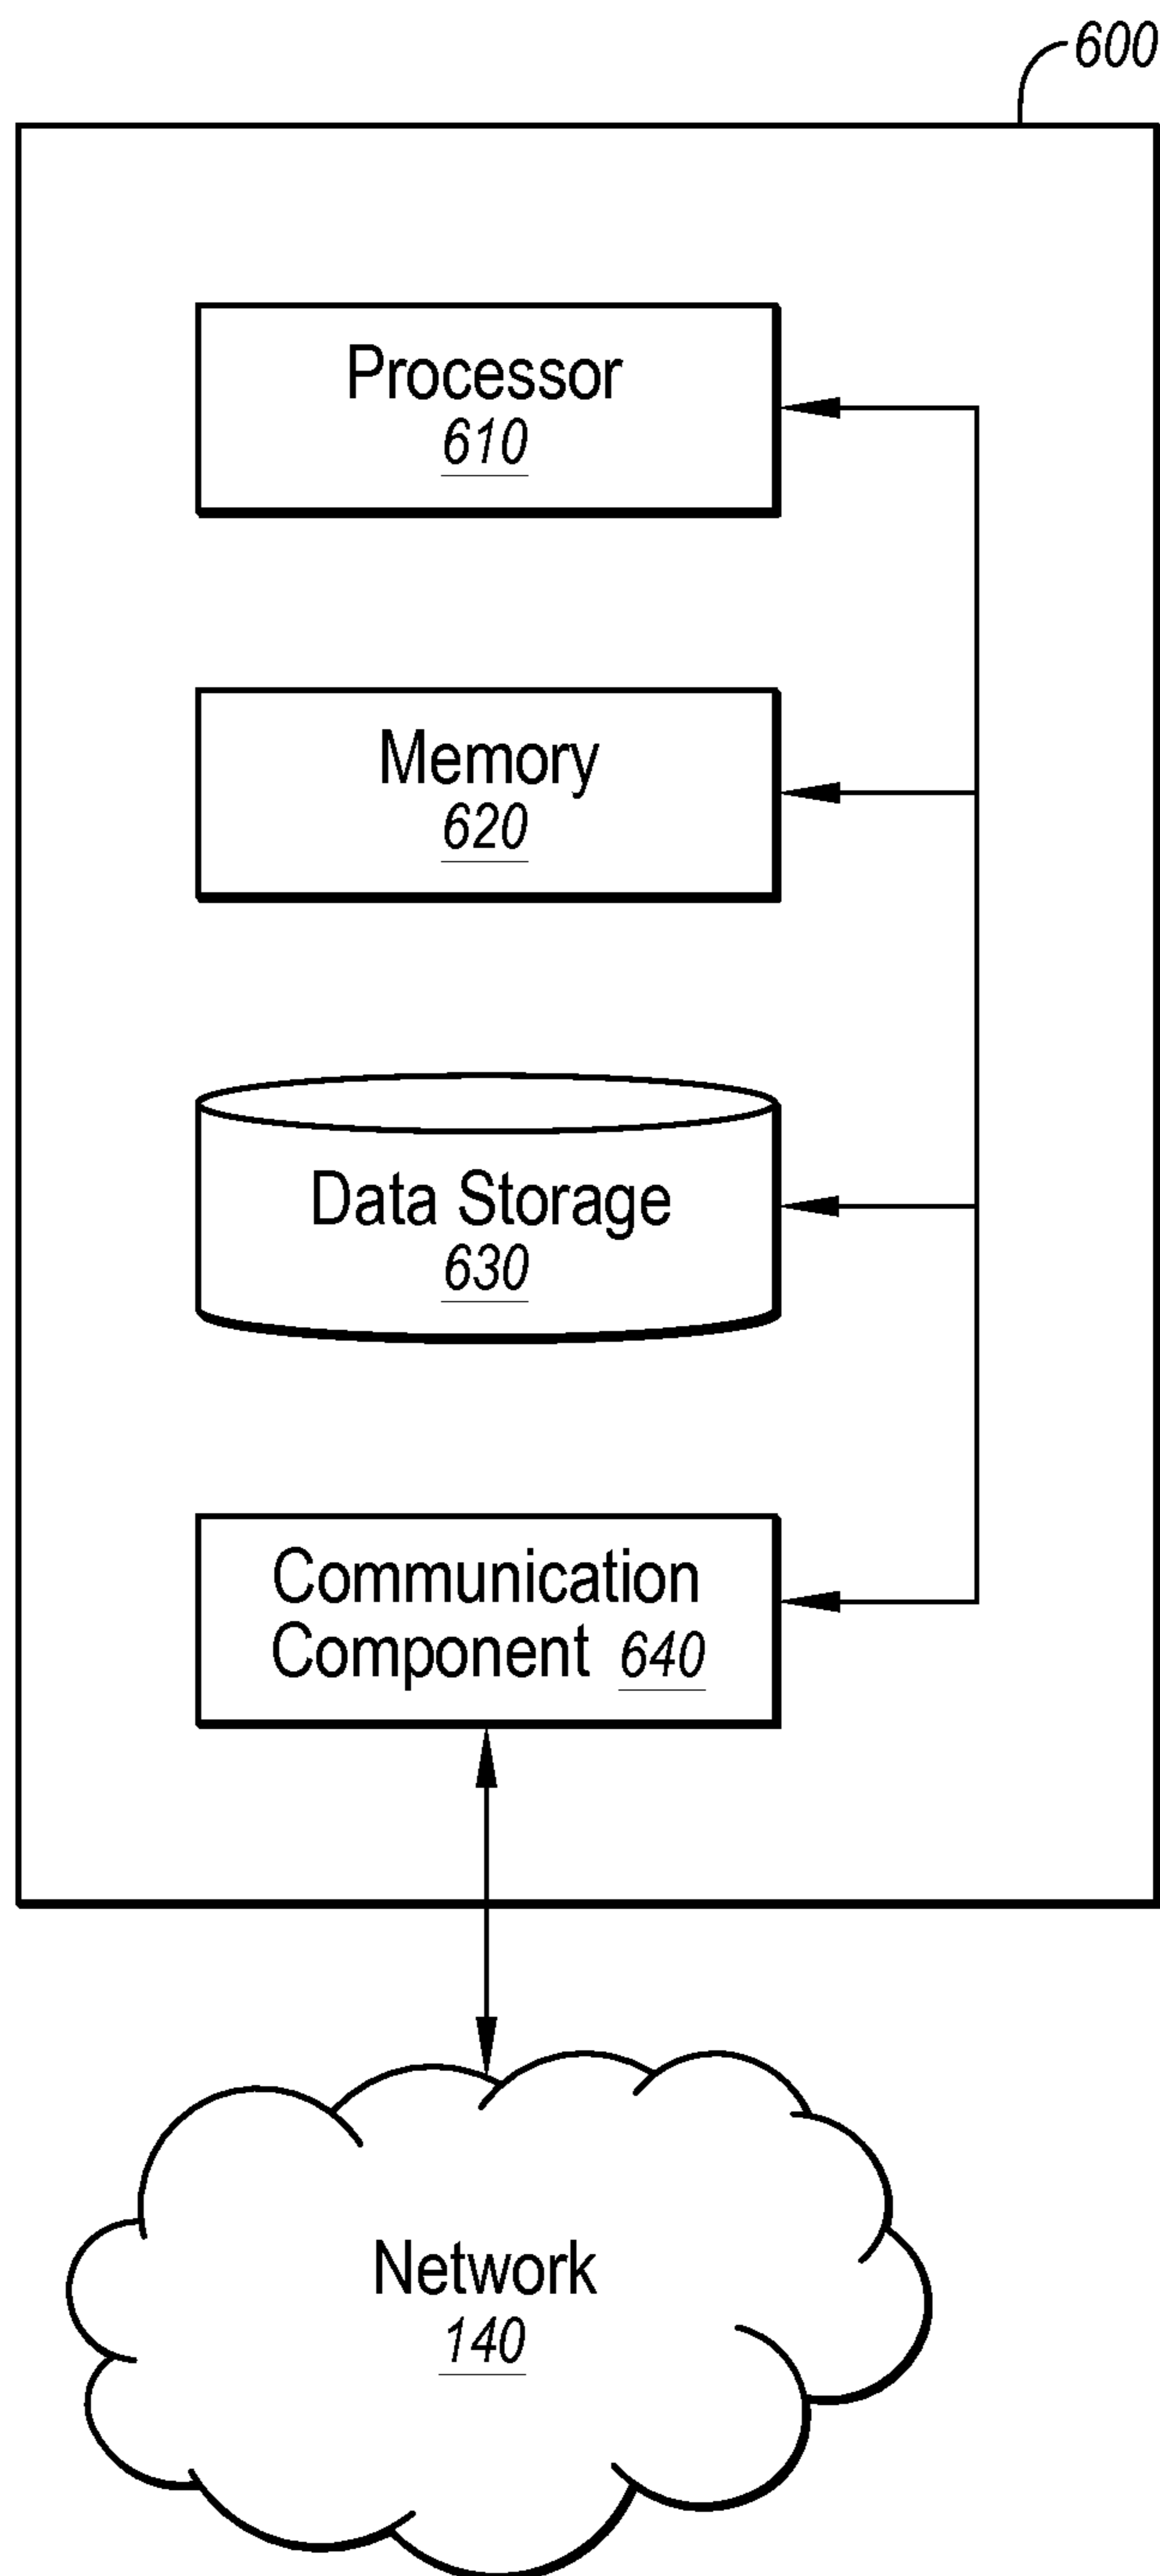 600
Processor
610
Memory
620
Data Storage
630
Communication
Component 640
Network
140